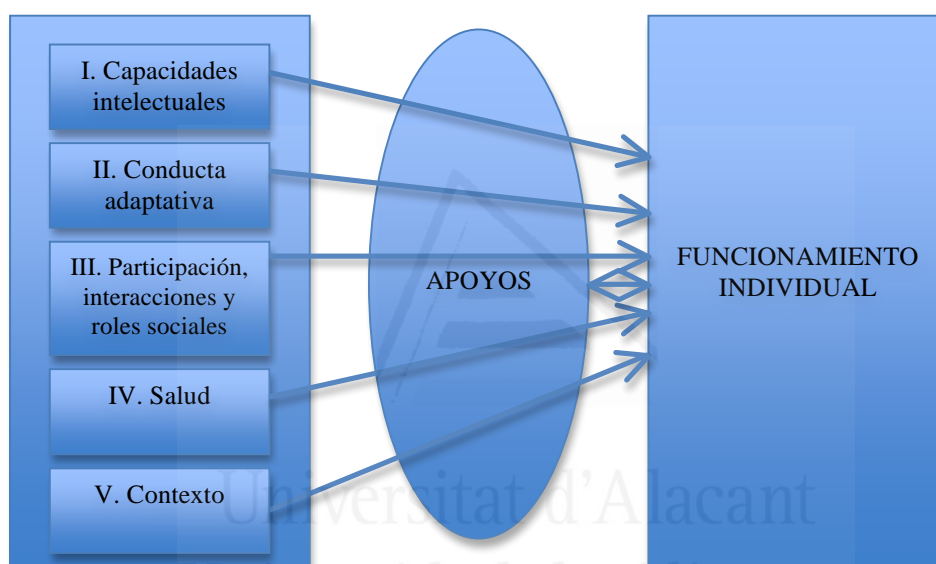 I. Capacidades
intelectuales
II. Conducta
adaptativa
III. Participación,
interacciones y
roles sociales
IV. Salud
V. Contexto
APOYOS
FUNCIONAMIENTO
INDIVIDUAL
Universitat d'Alacant